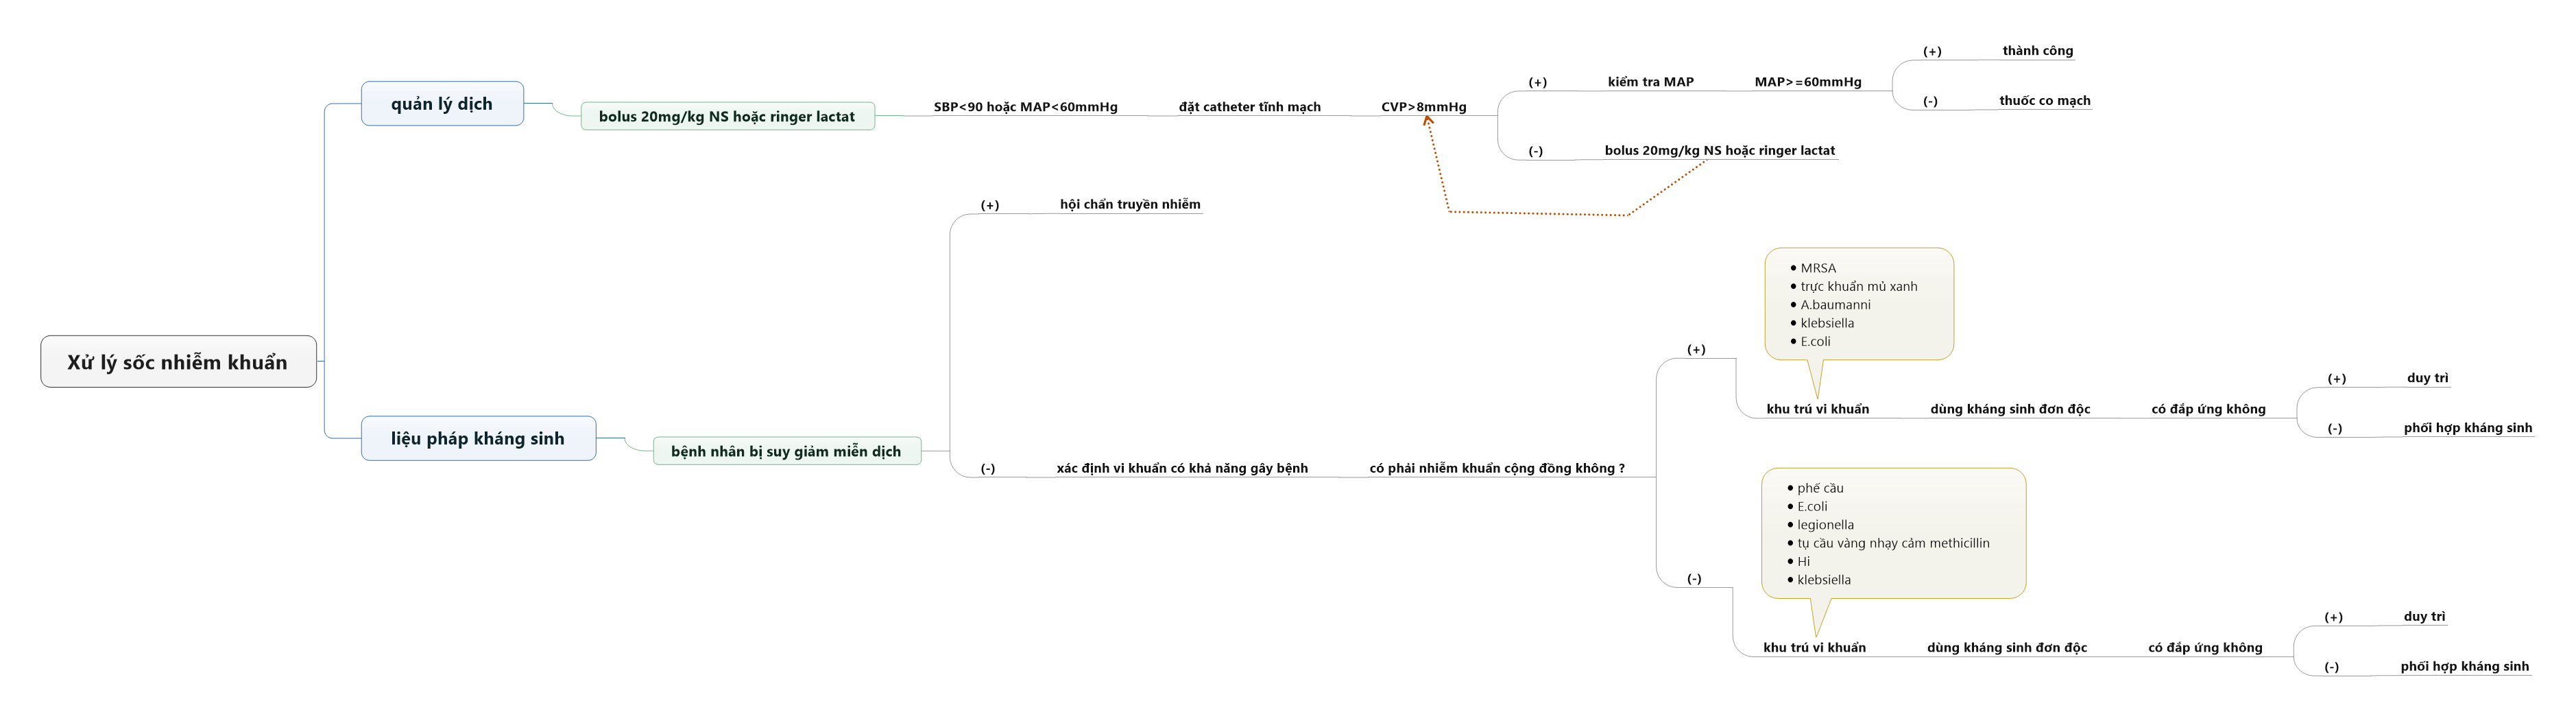 Xử lý sốc nhiễm khuẩn
quản lý dịch
bolus 20mg/kg NS hoặc ringer lactat
SBP<90 hoặc MAP<60mmHg
đặt catheter tĩnh mạch
CVP>8mmHg
(+)
kiểm tra MAP
MAP>=60mmHg
(+)
thành công
(-)
thuốc co mạch
(-)
bolus 20mg/kg NS hoặc ringer lactat
liệu pháp kháng sinh
bệnh nhân bị suy giảm miễn dịch
(+)
hội chẩn truyền nhiễm
(-)
xác định vi khuẩn có khả năng gây bệnh
có phải nhiễm khuẩn cộng đồng không ?
(+)
• MRSA
• trực khuẩn mủ xanh
• A.baumanni
• klebsiella
• E.coli
khu trú vi khuẩn
dùng kháng sinh đơn độc
có đắp ứng không
(+)
duy trì
(-)
phối hợp kháng sinh
(-)
• phế cầu
• E.coli
• legionella
• tụ cầu vàng nhạy cảm methicillin
• Hi
• klebsiella
khu trú vi khuẩn
dùng kháng sinh đơn độc
có đắp ứng không
(+)
duy trì
(-)
phối hợp kháng sinh